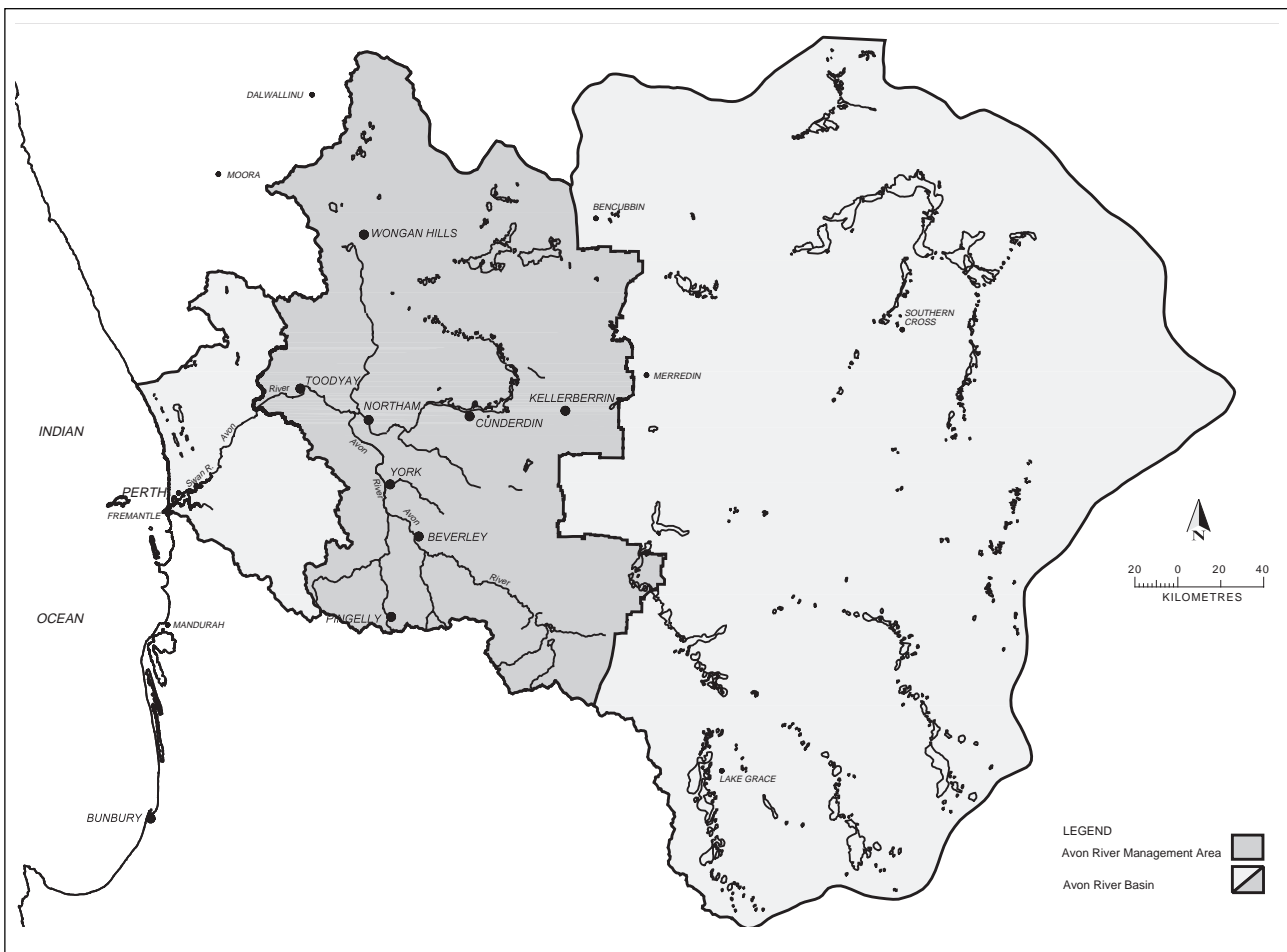 DALWALLINU
MOORA
BENCUBBIN
WONGAN HILLS
SOUTHERN
CROSS
MERREDIN
TOODYAY
River
KELLERBERRIN
NORTHAM
CUNDERDIN
INDIAN
Avon
Avon
YORK
Swan R.
River
PERTH
FREMANTLE
Avon
BEVERLEY
N
River
20 0 20 40
KILOMETRES
OCEAN
PINGELLY
MANDURAH
LAKE GRACE
BUNBURY
LEGEND
Avon River Management Area
Avon River Basin